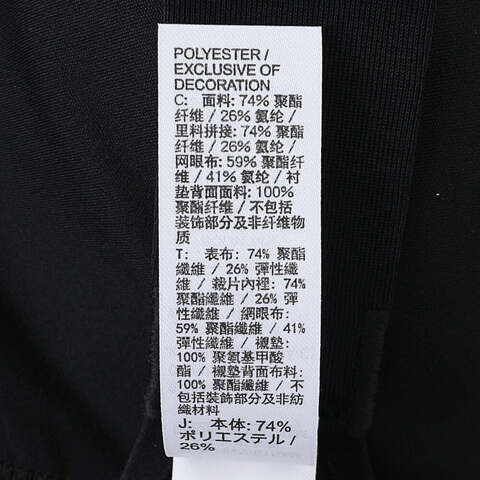 POLYESTER /
EXCLUSIVE OF
DECORATION
C: 面料: 74% 聚酯
纤维 / 26% 氨纶 /
里料拼接: 74% 聚酯
纤维 / 26% 氨纶 /
网眼布: 59% 聚酯纤
维 / 41% 氨纶 / 衬
垫背面面料: 100%
聚酯纤维 / 不包括
装饰部分及非纤维物
质
T: 表布: 74% 聚酯
纖維 / 26% 彈性纖
維 / 裁片內裡: 74%
聚酯纖維 / 26% 彈
性纖維 / 網眼布:
59% 聚酯纖維 / 41%
彈性纖維 / 襯墊:
100% 聚氨基甲酸
酯 / 襯墊背面布料:
100% 聚酯纖維 / 不
包括裝飾部分及非紡
織材料
J: 本体: 74%
ポリエステル /
26%